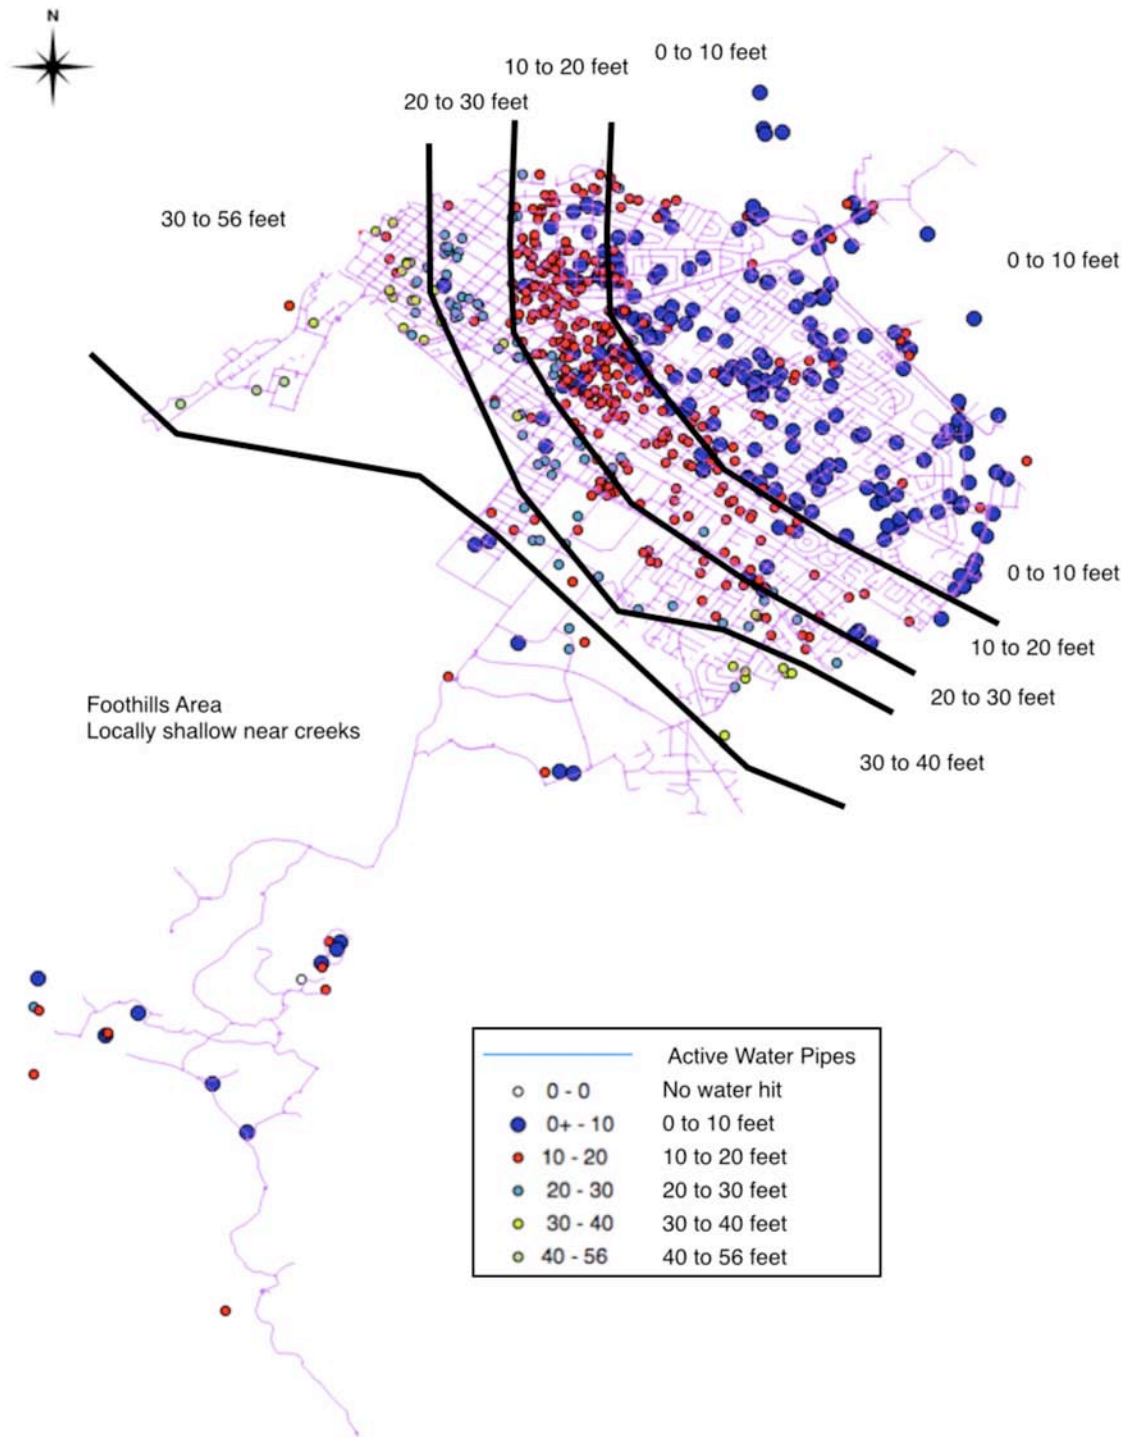 N
0 to 10 feet
10 to 20 feet
20 to 30 feet
30 to 56 feet
0 to 10 feet
0 to 10 feet
10 to 20 feet
20 to 30 feet
30 to 40 feet
Foothills Area
Locally shallow near creeks
Active Water Pipes
0 - 0 No water hit
0+ - 10 0 to 10 feet
10 - 20 10 to 20 feet
20 - 30 20 to 30 feet
30 - 40 30 to 40 feet
40 - 56 40 to 56 feet